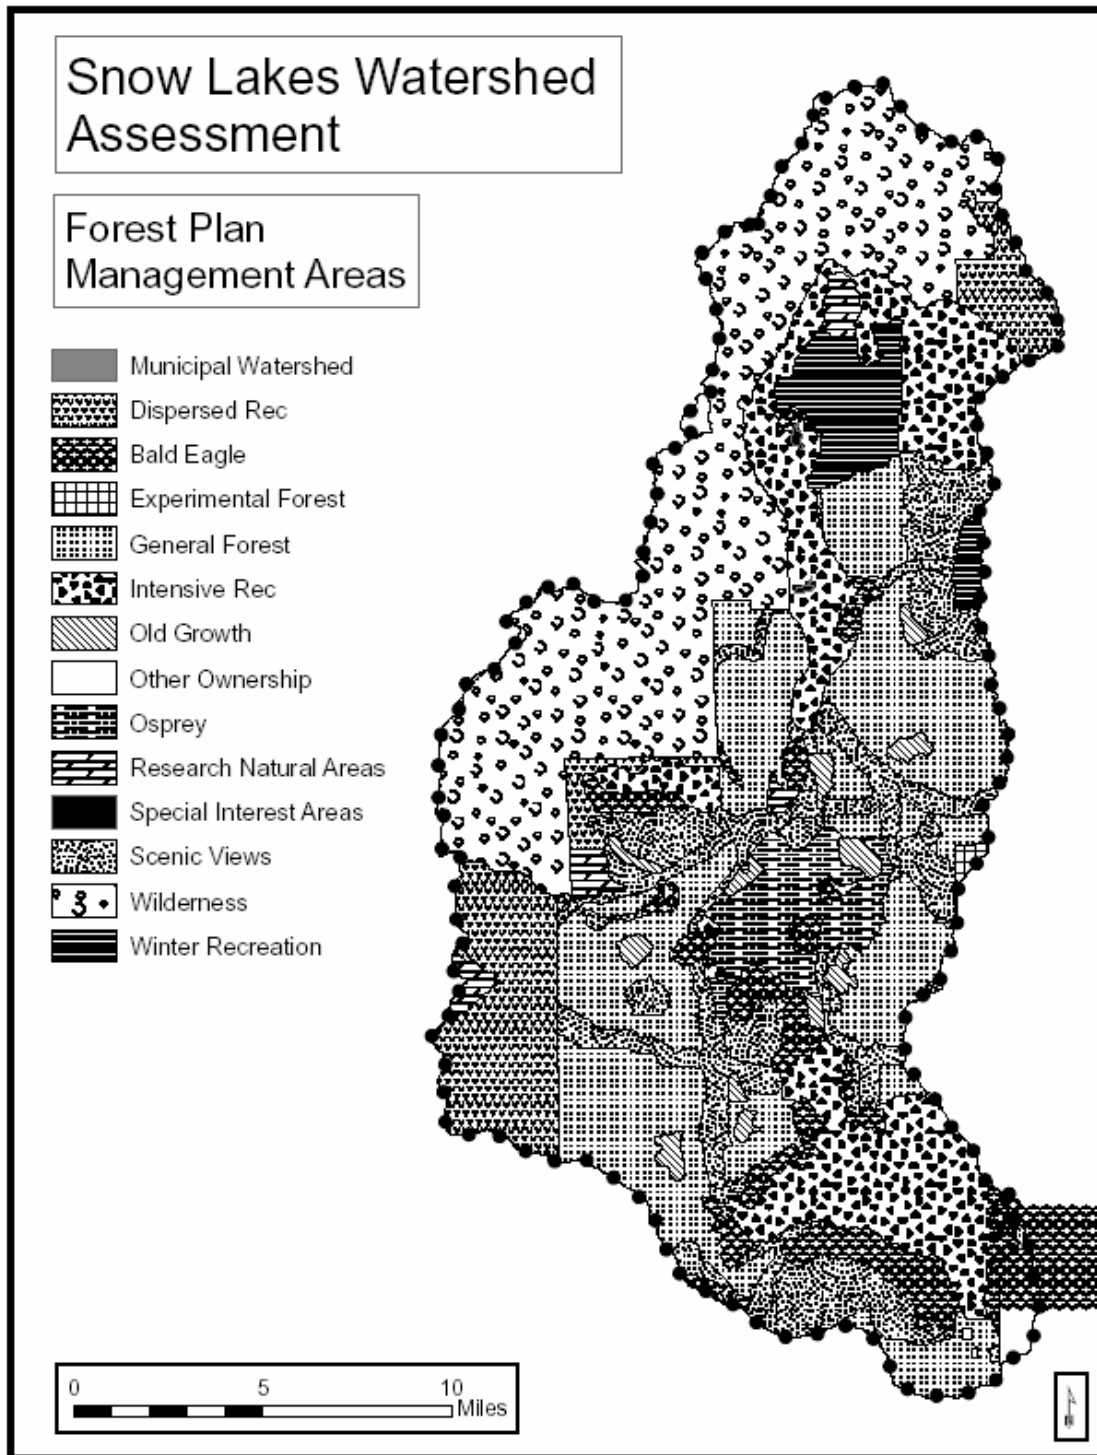 Snow Lakes Watershed
Assessment
Forest Plan
Management Areas
Municipal Watershed
Dispersed Rec
Bald Eagle
Experimental Forest
General Forest
Intensive Rec
Old Growth
Other Ownership
Osprey
Research Natural Areas
Special Interest Areas
Scenic Views
Wilderness
Winter Recreation
0 5 10
Miles